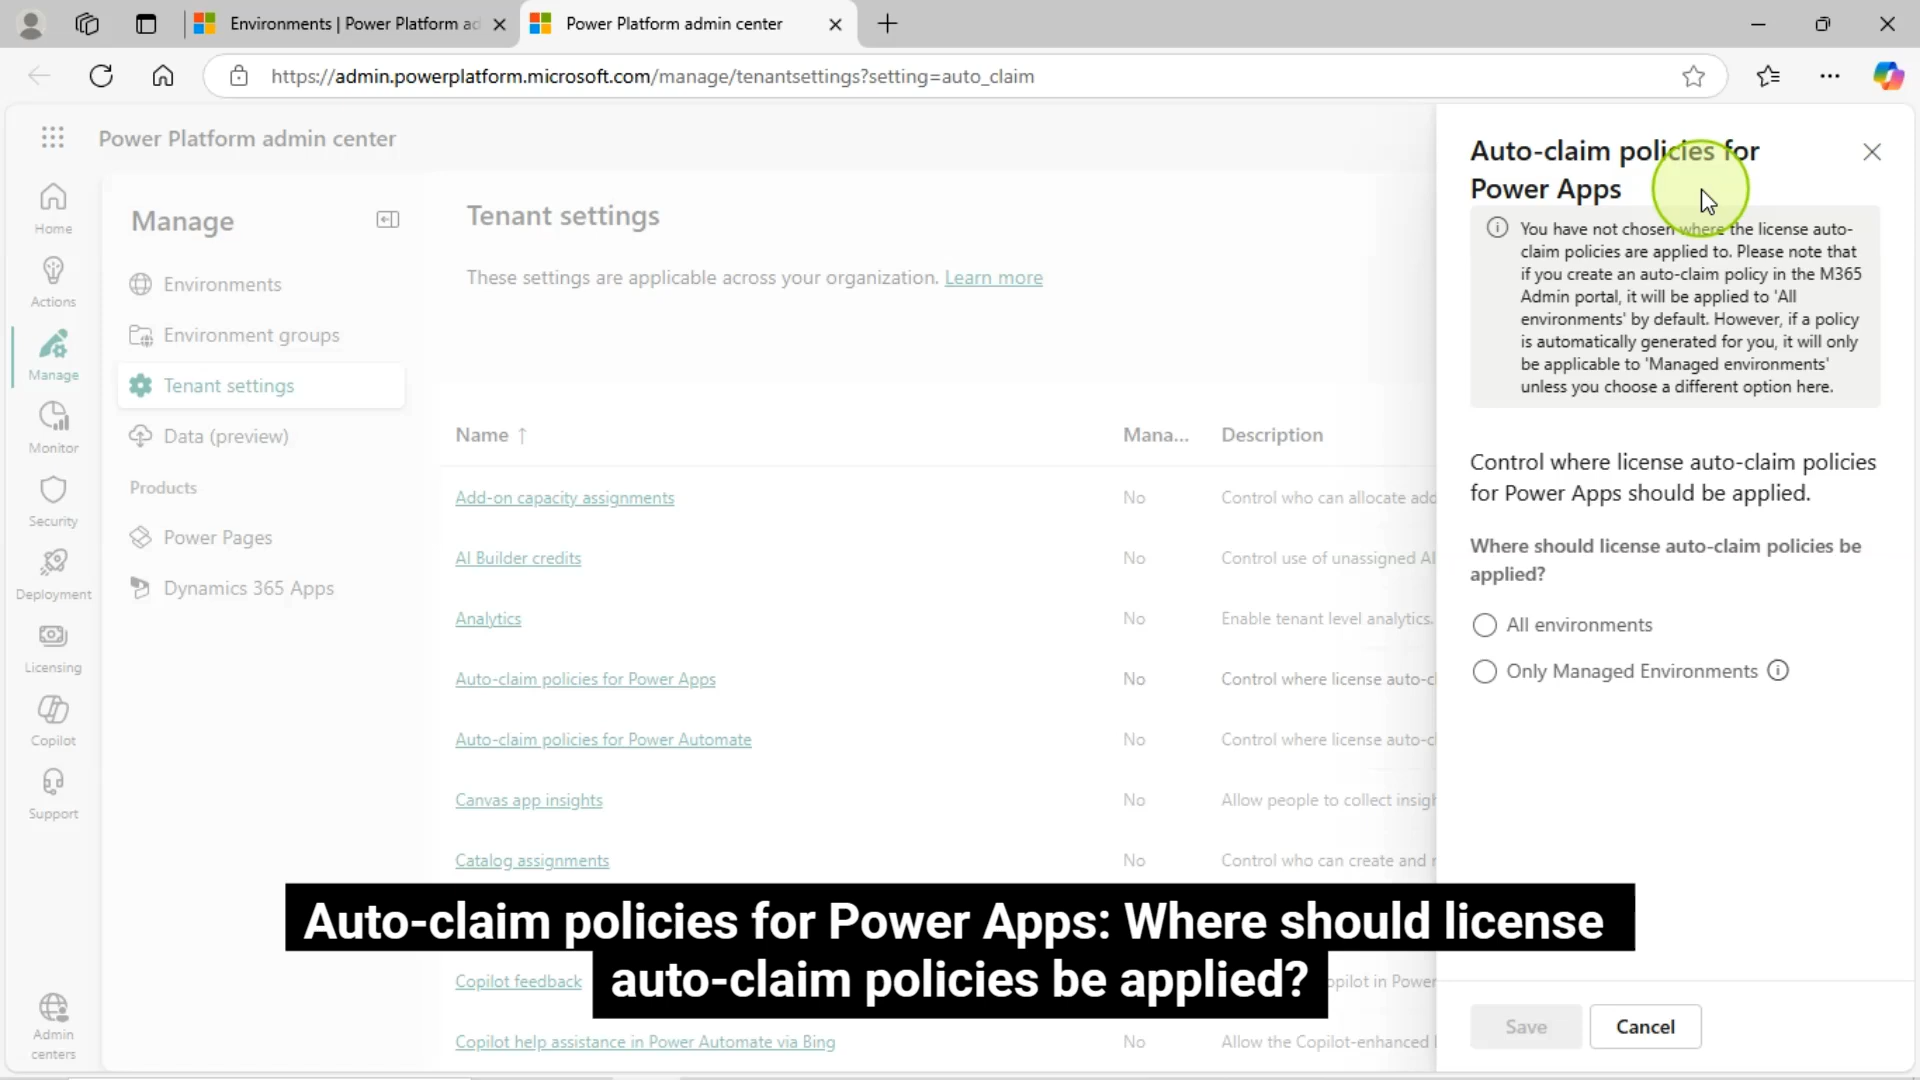 Environments | Power Platform ad
Power Platform admin center
https://admin.powerplatform.microsoft.com/manage/tenantsettings?setting=auto_claim
Power Platform admin center
Home
Actions
Manage
Monitor
Security
Deployment
Licensing
Copilot
Support
Admin
centers
Manage
Environments
Environment groups
Tenant settings
Data (preview)
Products
Power Pages
Dynamics 365 Apps
Tenant settings
These settings are applicable across your organization. Learn more
Name ↑ Mana... Description
Add-on capacity assignments No Control who can allocate add
AI Builder credits No Control use of unassigned AI
Analytics No Enable tenant level analytics.
Auto-claim policies for Power Apps No Control where license auto-cl
Auto-claim policies for Power Automate No Control where license auto-cl
Canvas app insights No Allow people to collect insigh
Catalog assignments No Control who can create and
Copilot feedback opilot in Power
Copilot help assistance in Power Automate via Bing No Allow the Copilot-enhanced
Auto-claim policies for
Power Apps
You have not chosen where the license auto-
claim policies are applied to. Please note that
if you create an auto-claim policy in the M365
Admin portal, it will be applied to 'All
environments' by default. However, if a policy
is automatically generated for you, it will only
be applicable to 'Managed environments'
unless you choose a different option here.
Control where license auto-claim policies
for Power Apps should be applied.
Where should license auto-claim policies be
applied?
All environments
Only Managed Environments
Save Cancel
Auto-claim policies for Power Apps: Where should license
auto-claim policies be applied?